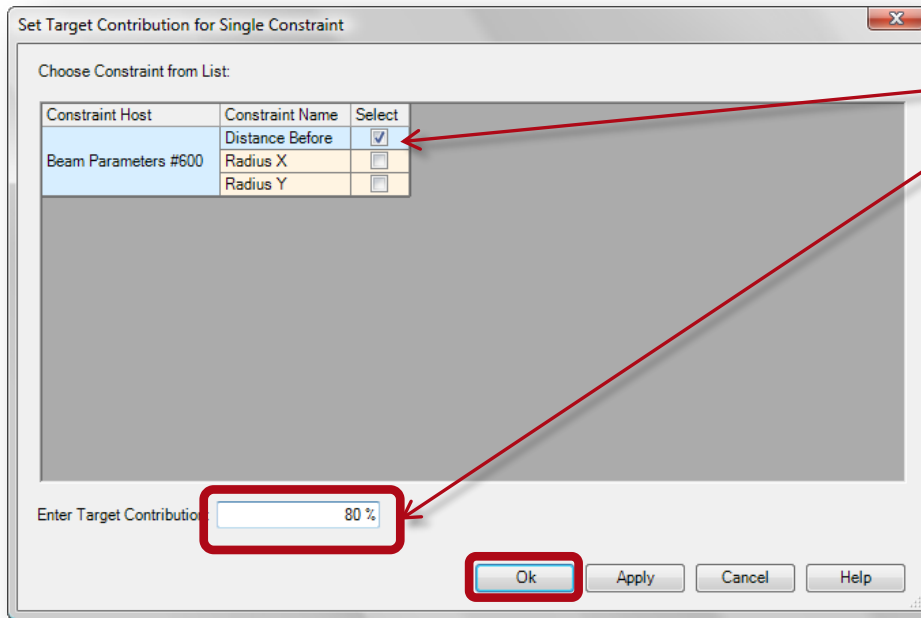 Set Target Contribution for Single Constraint
Choose Constraint from List:
Constraint Host Constraint Name Select
Distance Before
Beam Parameters #600 Radius X
Radius Y
Enter Target Contribution: 80 %
Ok Apply Cancel Help